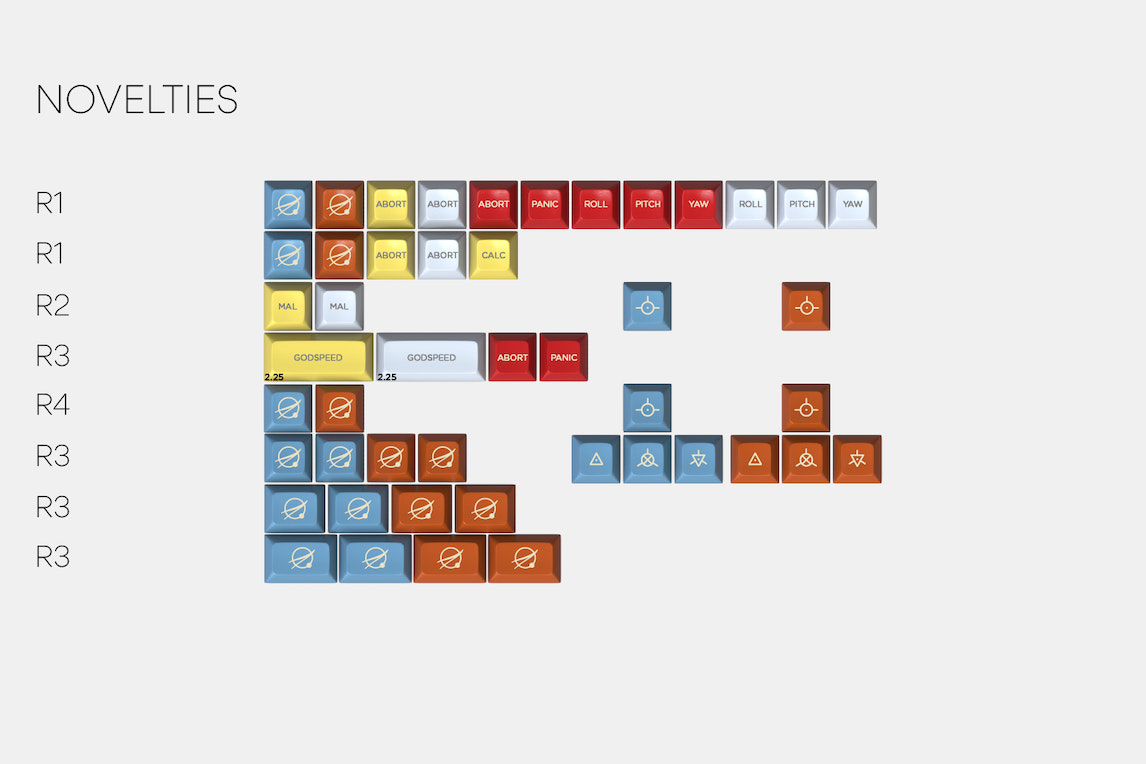 NOVELTIES
R1 ABORT ABORT ABORT PANIC ROLL PITCH YAW ROLL PITCH YAW
R1 ABORT ABORT CALC
R2 MAL MAL
R3 GODSPEED GODSPEED ABORT PANIC
2.25 2.25
R4
R3
R3
R3